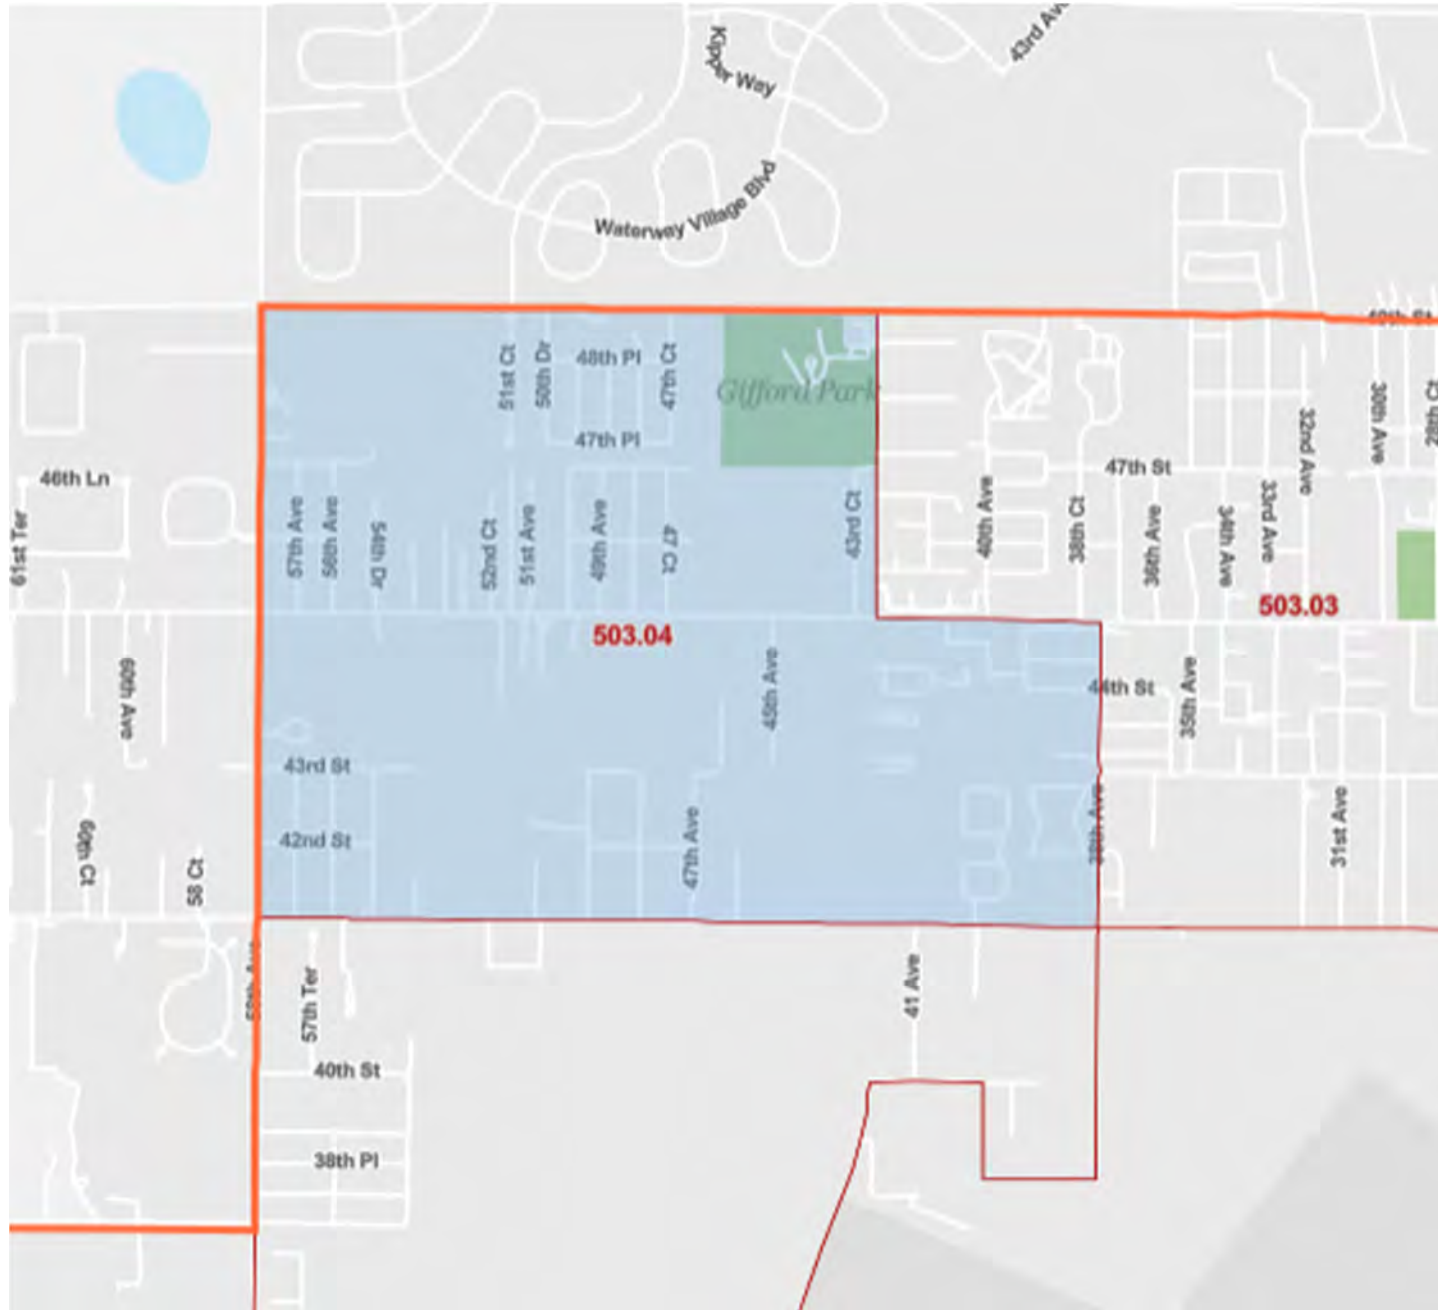 43rd Ave
Kipper Way
Waterway Village Blvd
49th St
51st Ct
50th Dr
48th Pl
47th Ct
Gifford Park
47th Pl
30th Ave
28th Ct
32nd Ave
46th Ln
47th St
61st Ter
57th Ave
56th Ave
54th Dr
52nd Ct
51st Ave
49th Ave
47 Ct
43rd Ct
40th Ave
38th Ct
36th Ave
34th Ave
33rd Ave
503.03
503.04
60th Ave
45th Ave
44th St
35th Ave
43rd St
42nd St
60th Ct
58 Ct
47th Ave
38th Ave
31st Ave
58th Ave
57th Ter
41 Ave
40th St
38th Pl